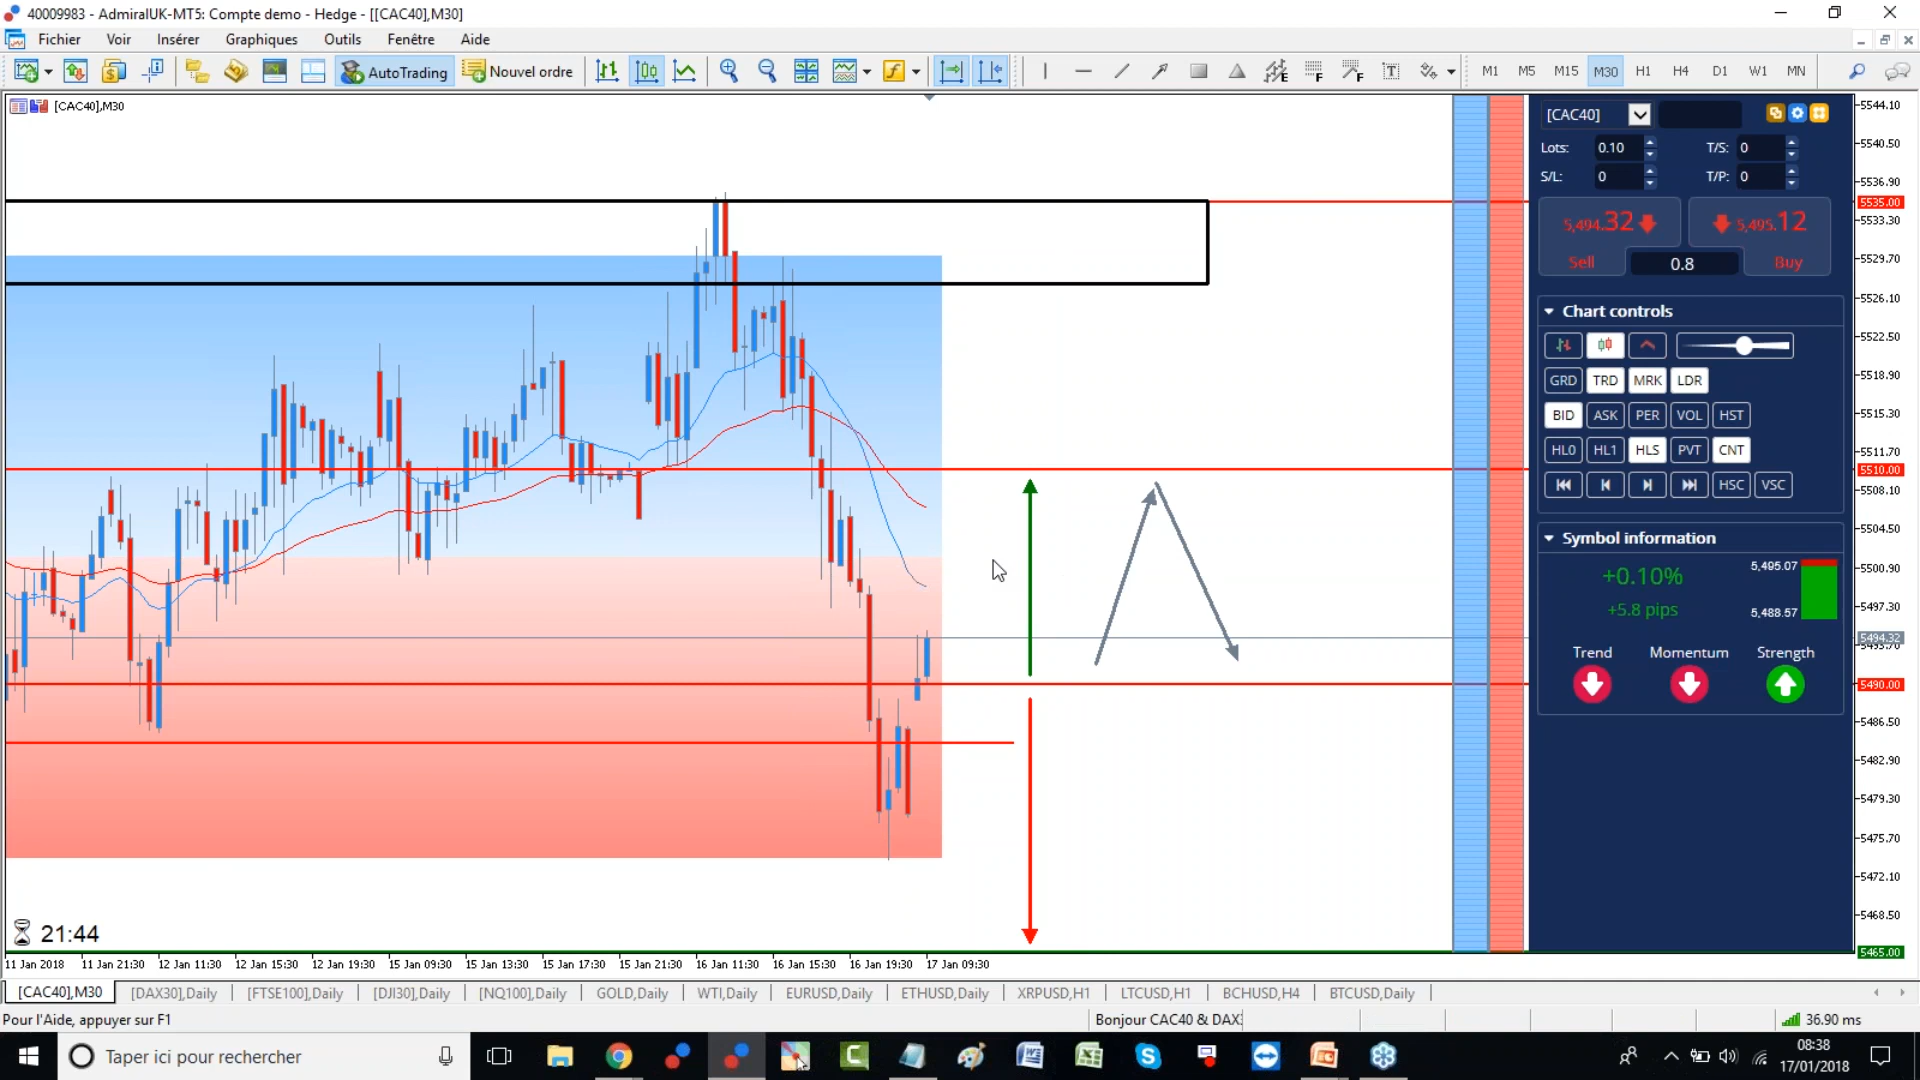 40009983 - AdmiralUK-MT5: Compte demo - Hedge - [[CAC40],M30]
Fichier Voir Insérer Graphiques Outils Fenêtre Aide
AutoTrading Nouvel ordre M1 M5 M15 M30 H1 H4 D1 W1 MN
[CAC40],M30
5544.10
5540.50
5536.90
5535.00
5533.30
5529.70
5526.10
5522.50
5518.90
5515.30
5511.70
5510.00
5508.10
5504.50
5500.90
5497.30
5494.32
5490.00
5486.50
5482.90
5479.30
5475.70
5472.10
5468.50
5465.00
[CAC40]
Lots: 0.10 T/S: 0
S/L: 0 T/P: 0
5,494.32 5,495.12
Sell 0.8 Buy
Chart controls
GRD TRD MRK LDR
BID ASK PER VOL HST
HL0 HL1 HLS PVT CNT
HSC VSC
Symbol information
+0.10% 5,495.07
+5.8 pips 5,488.57
Trend Momentum Strength
21:44
11 Jan 2018 11 Jan 21:30 12 Jan 11:30 12 Jan 15:30 12 Jan 19:30 15 Jan 09:30 15 Jan 13:30 15 Jan 17:30 15 Jan 21:30 16 Jan 11:30 16 Jan 15:30 16 Jan 19:30 17 Jan 09:30
[CAC40],M30 [DAX30],Daily [FTSE100],Daily [DJI30],Daily [NQ100],Daily GOLD,Daily WTI,Daily EURUSD,Daily ETHUSD,Daily XRPUSD,H1 LTCUSD,H1 BCHUSD,H4 BTCUSD,Daily
Pour l'Aide, appuyer sur F1 Bonjour CAC40 & DAX 36.90 ms
Taper ici pour rechercher
08:38
17/01/2018